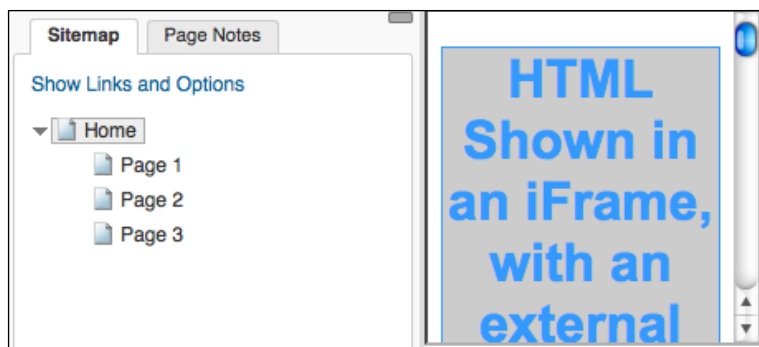 Sitemap Page Notes
Show Links and Options
Home
Page 1
Page 2
Page 3
HTML
Shown in
an iFrame,
with an
external